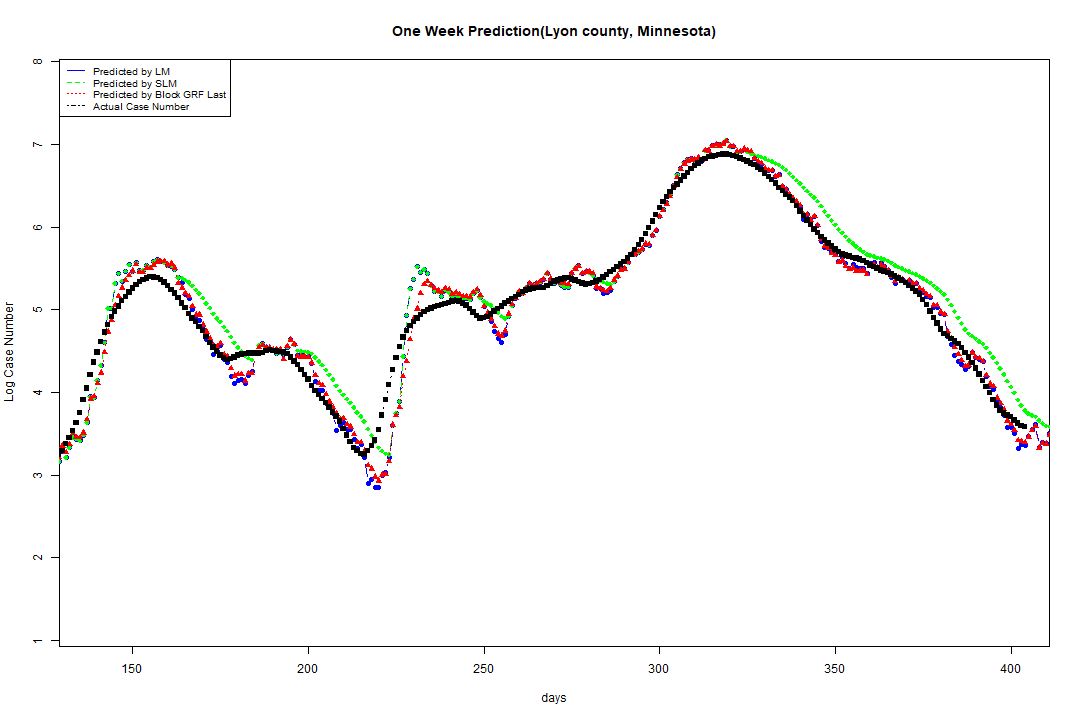 One Week Prediction(Lyon county, Minnesota)
Predicted by LM
Predicted by SLM
Predicted by Block GRF Last
Actual Case Number
8
7
6
5
4
3
2
1
Log Case Number
150 200 250 300 350 400
days